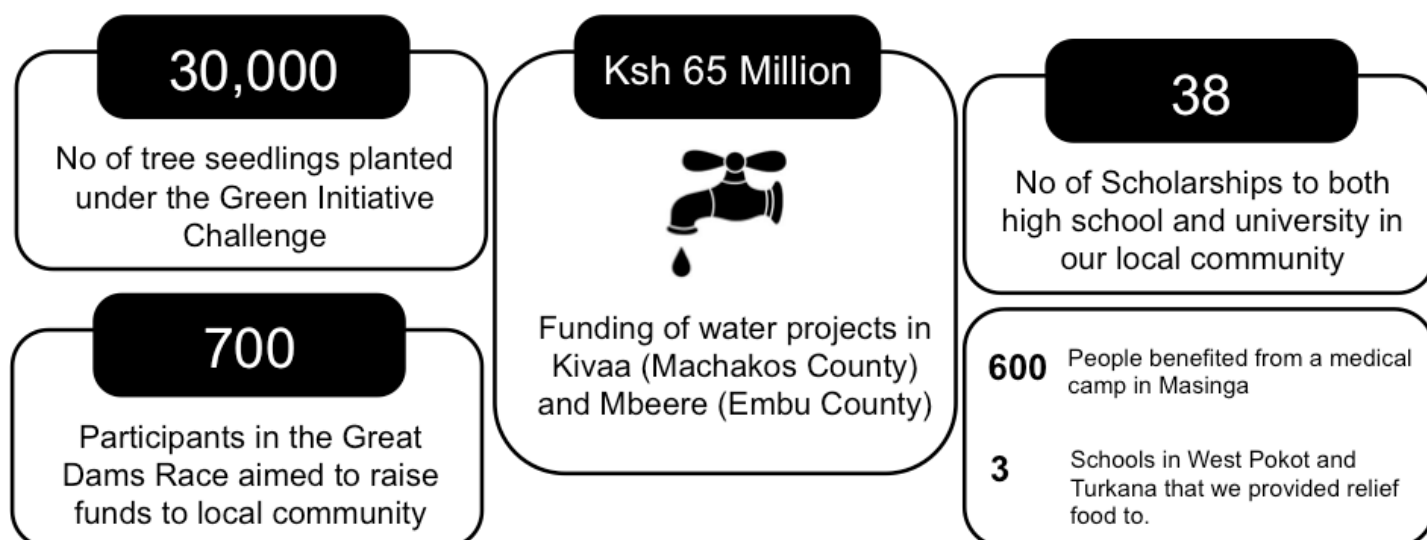 30,000
No of tree seedlings planted
under the Green Initiative
Challenge
700
Participants in the Great
Dams Race aimed to raise
funds to local community
Ksh 65 Million
Funding of water projects in
Kivaa (Machakos County)
and Mbeere (Embu County)
38
No of Scholarships to both
high school and university in
our local community
600 People benefited from a medical
camp in Masinga
3 Schools in West Pokot and
Turkana that we provided relief
food to.